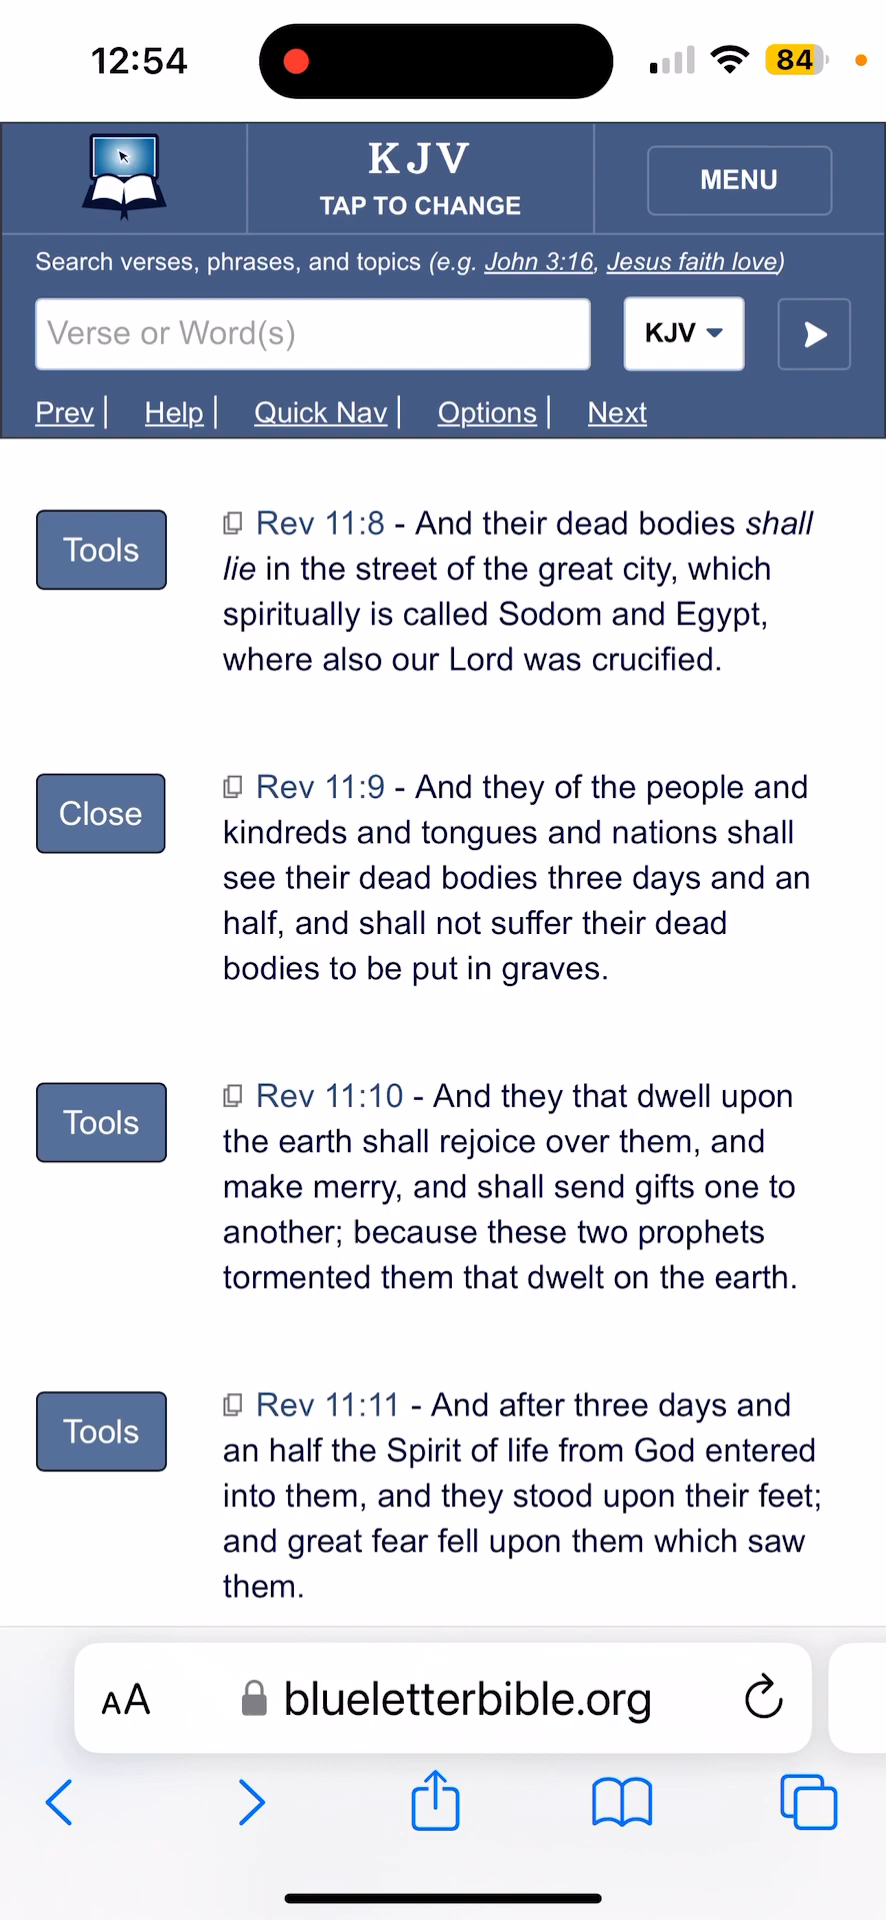 12:54
84
KJV
TAP TO CHANGE
MENU
Search verses, phrases, and topics (e.g. John 3:16, Jesus faith love)
Verse or Word(s)
KJV
Prev | Help | Quick Nav | Options | Next
Tools
Rev 11:8 - And their dead bodies shall
lie in the street of the great city, which
spiritually is called Sodom and Egypt,
where also our Lord was crucified.
Close
Rev 11:9 - And they of the people and
kindreds and tongues and nations shall
see their dead bodies three days and an
half, and shall not suffer their dead
bodies to be put in graves.
Tools
Rev 11:10 - And they that dwell upon
the earth shall rejoice over them, and
make merry, and shall send gifts one to
another; because these two prophets
tormented them that dwelt on the earth.
Tools
Rev 11:11 - And after three days and
an half the Spirit of life from God entered
into them, and they stood upon their feet;
and great fear fell upon them which saw
them.
AA blueletterbible.org